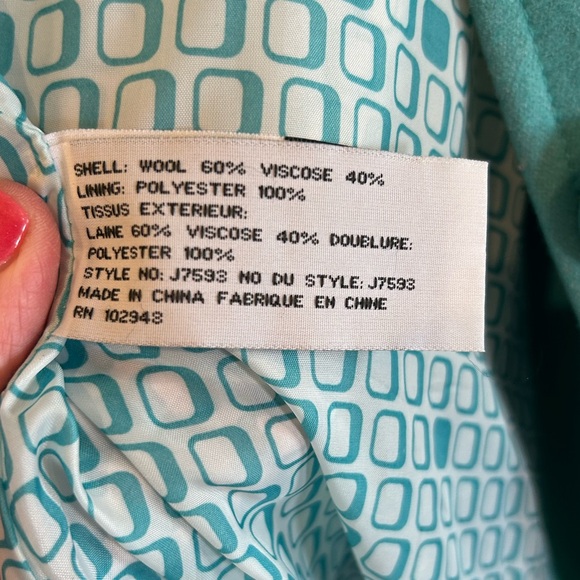 SHELL: WOOL 60% VISCOSE 40%
LINING: POLYESTER 100%
TISSUS EXTERIEUR:
LAINE 60% VISCOSE 40% DOUBLURE:
POLYESTER 100%
STYLE NO: J7593 NO DU STYLE: J7593
MADE IN CHINA FABRIQUE EN CHINE
RN 102943